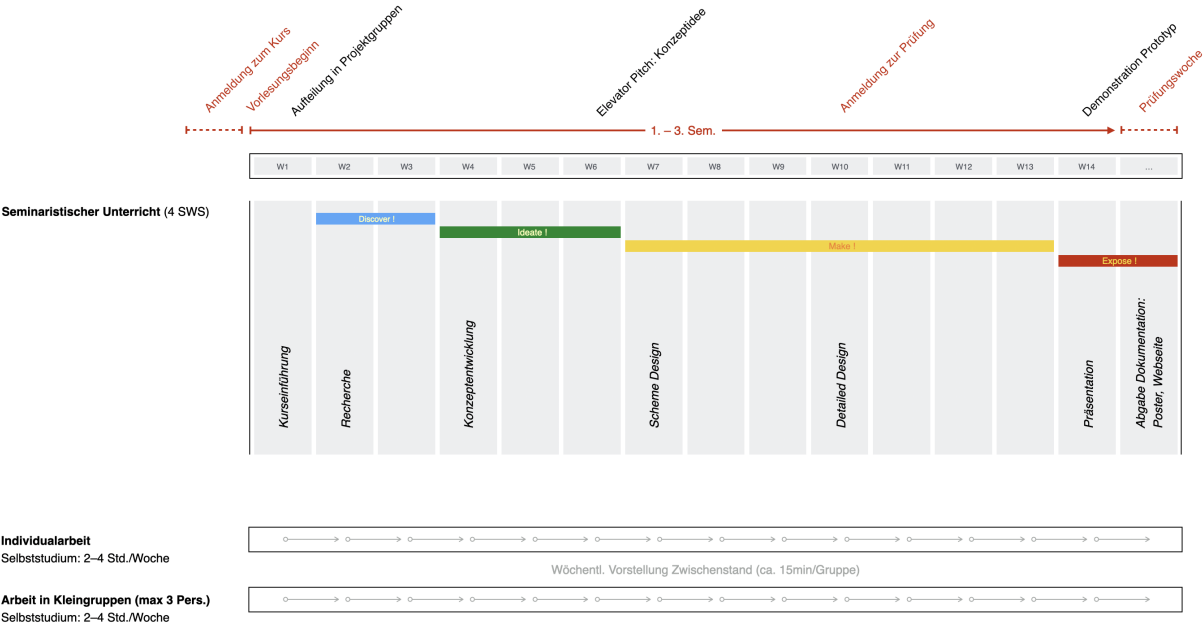 Anmeldung zum Kurs
Vorlesungsbeginn
Aufteilung in Projektgruppen
Elevator Pitch: Konzeptidee
Anmeldung zur Prüfung
Demonstration Prototyp
Prüfungswoche
1. – 3. Sem.
W1 W2 W3 W4 W5 W6 W7 W8 W9 W10 W11 W12 W13 W14 ...
Seminaristischer Unterricht (4 SWS)
Discover !
Ideate !
Make !
Expose !
Kurseinführung
Recherche
Konzeptentwicklung
Scheme Design
Detailed Design
Präsentation
Abgabe Dokumentation:
Poster, Webseite
Individualarbeit
Selbststudium: 2–4 Std./Woche
Wöchentl. Vorstellung Zwischenstand (ca. 15min/Gruppe)
Arbeit in Kleingruppen (max 3 Pers.)
Selbststudium: 2–4 Std./Woche